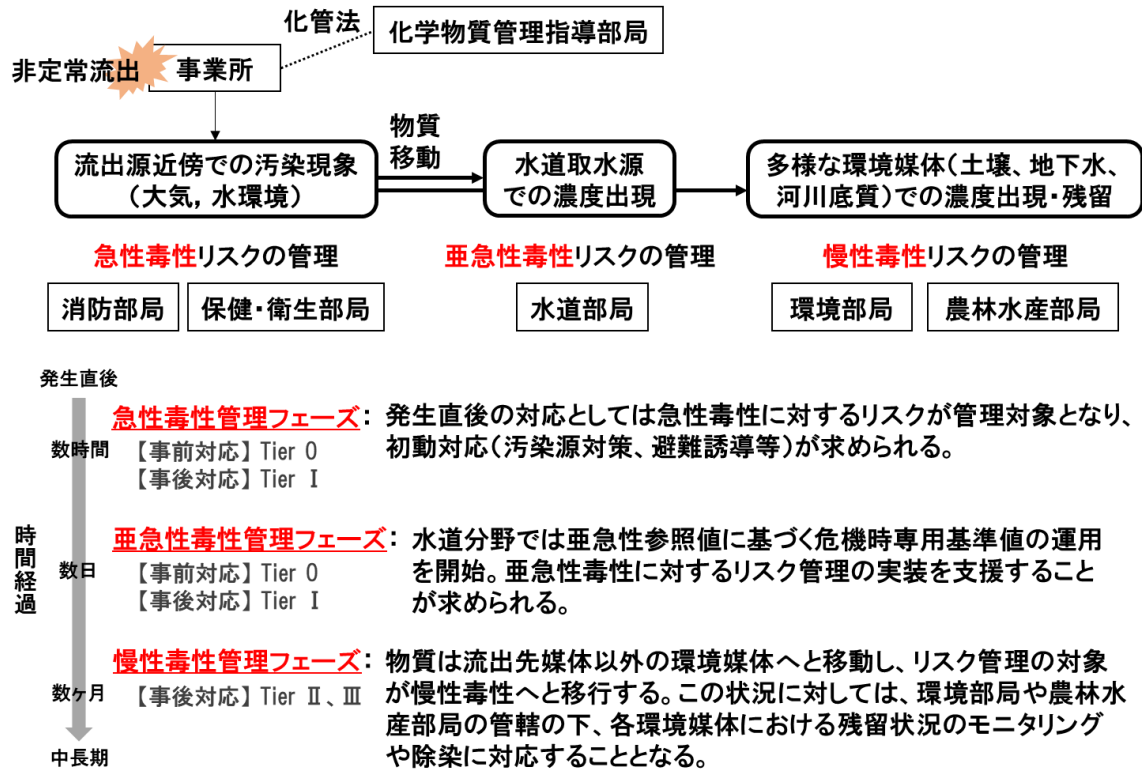 化管法
化学物質管理指導部局
非定常流出
事業所
流出源近傍での汚染現象
（大気，水環境）
物質
移動
水道取水源
での濃度出現
多様な環境媒体（土壌、地下水、
河川底質）での濃度出現・残留
急性毒性リスクの管理
亜急性毒性リスクの管理
慢性毒性リスクの管理
消防部局
保健・衛生部局
水道部局
環境部局
農林水産部局
発生直後
数時間
数日
数ヶ月
中長期
時間経過
急性毒性管理フェーズ：
【事前対応】Tier 0
【事後対応】Tier Ⅰ
発生直後の対応としては急性毒性に対するリスクが管理対象となり、
初動対応（汚染源対策、避難誘導等）が求められる。
亜急性毒性管理フェーズ：
【事前対応】Tier 0
【事後対応】Tier Ⅰ
水道分野では亜急性参照値に基づく危機時専用基準値の運用
を開始。亜急性毒性に対するリスク管理の実装を支援すること
が求められる。
慢性毒性管理フェーズ：
【事後対応】Tier Ⅱ、Ⅲ
物質は流出先媒体以外の環境媒体へと移動し、リスク管理の対象
が慢性毒性へと移行する。この状況に対しては、環境部局や農林水
産部局の管轄の下、各環境媒体における残留状況のモニタリング
や除染に対応することとなる。